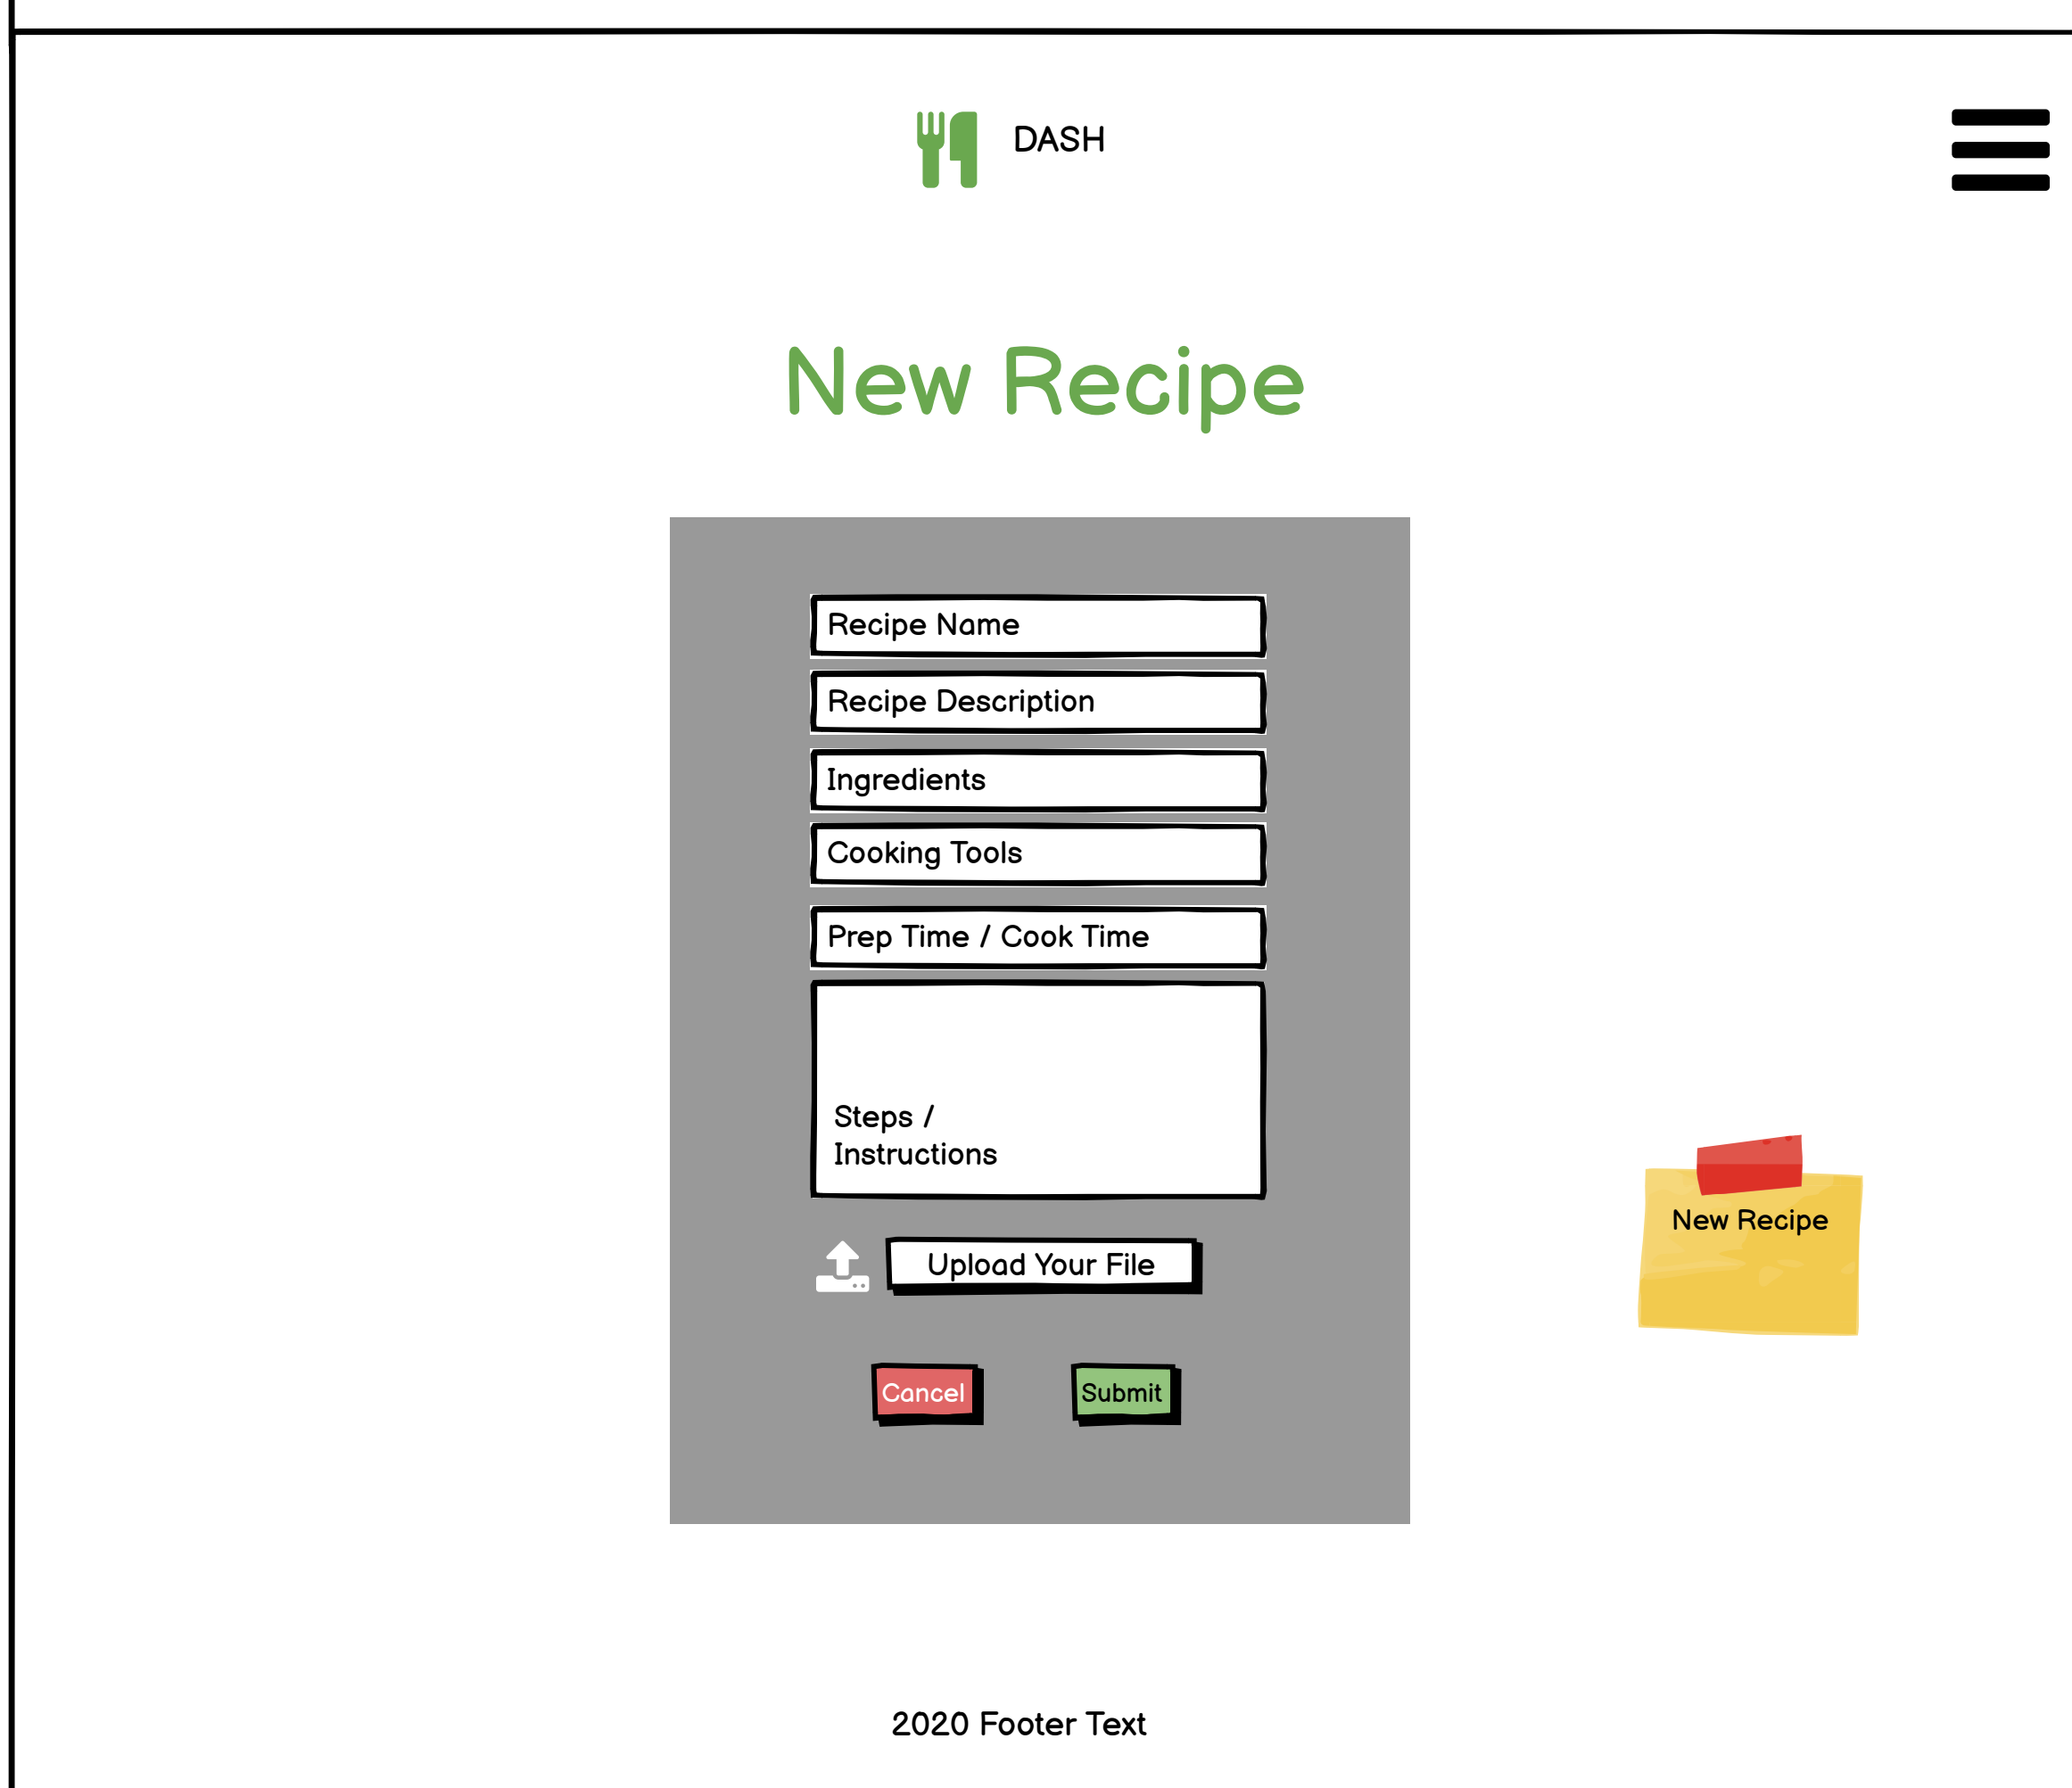 DASH
New Recipe
Recipe Name
Recipe Description
Ingredients
Cooking Tools
Prep Time / Cook Time
Steps /
Instructions
Upload Your File
Cancel
Submit
New Recipe
2020 Footer Text